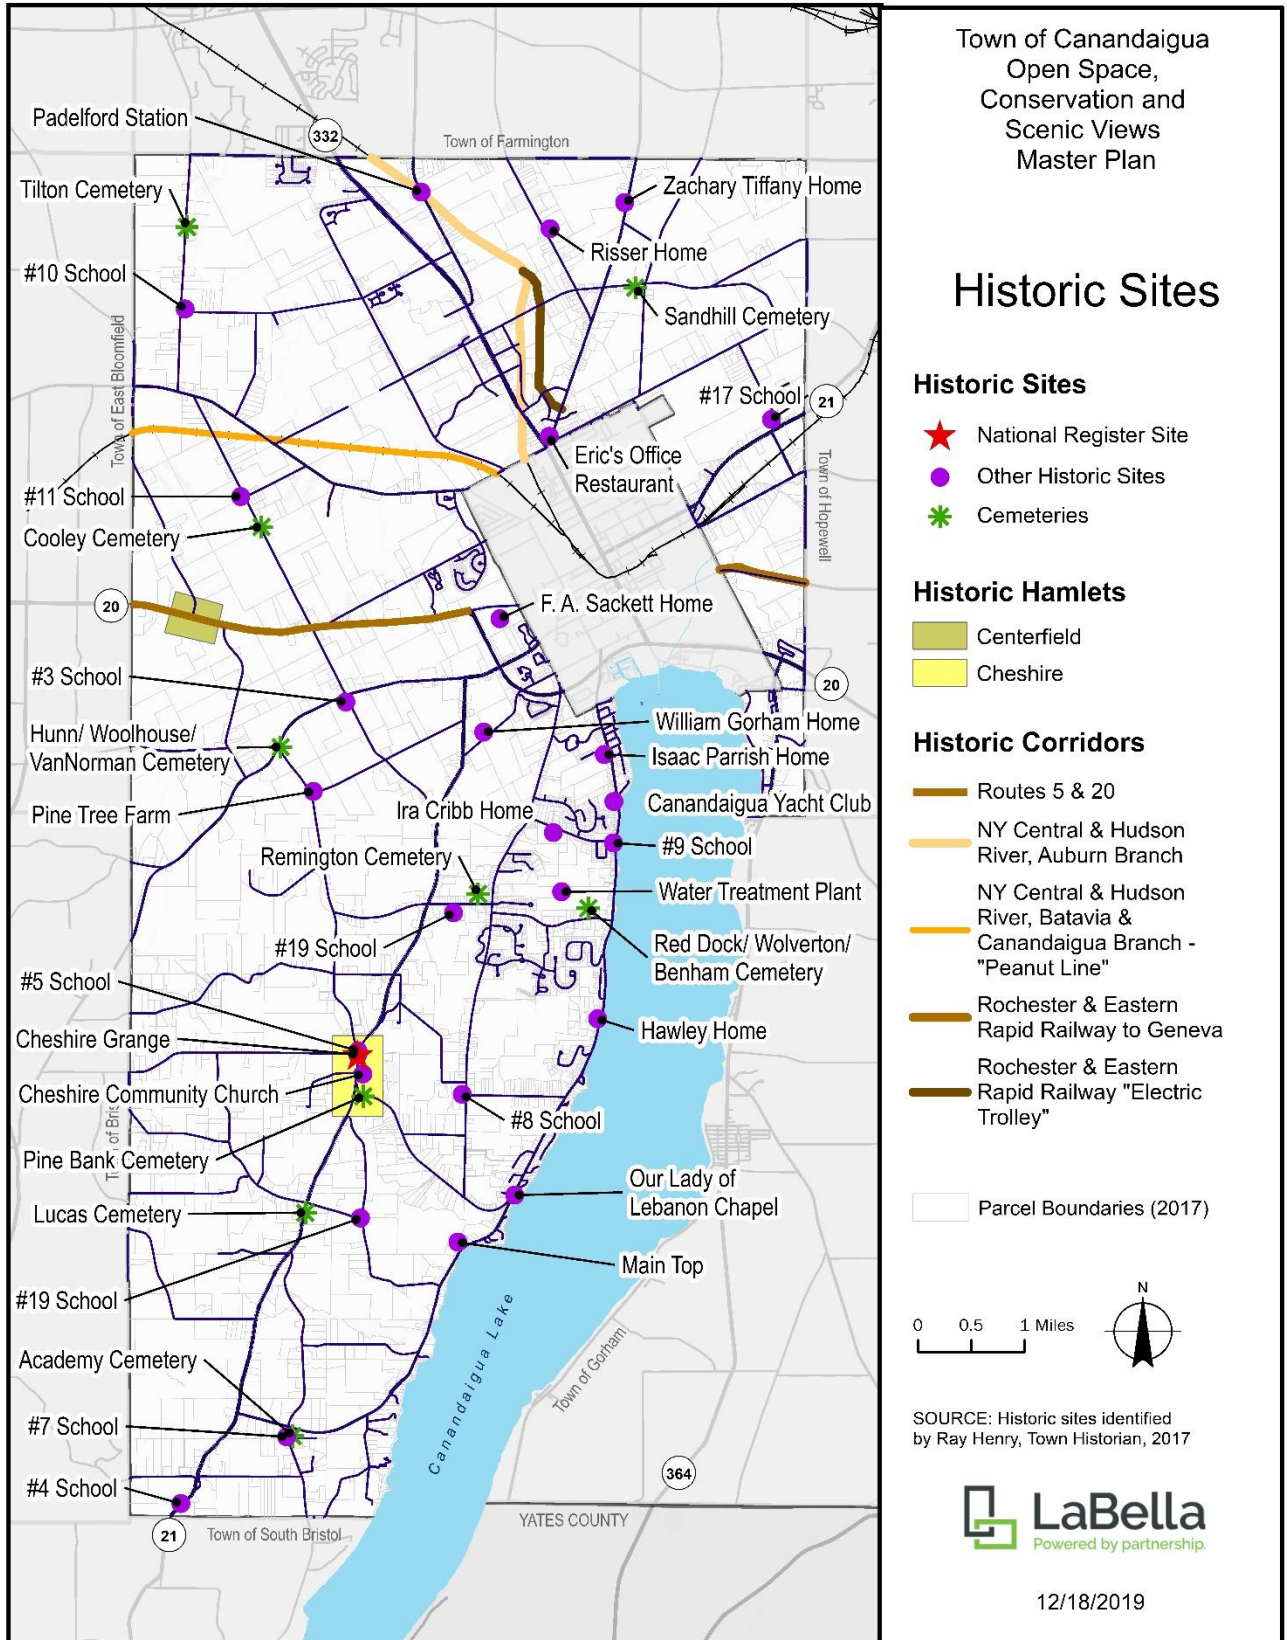 Padelford Station
332
Town of Farmington
Tilton Cemetery
Zachary Tiffany Home
Risser Home
#10 School
Sandhill Cemetery
Town of East Bloomfield
#17 School
21
Eric's Office
Restaurant
Town of Hopewell
#11 School
Cooley Cemetery
20
F. A. Sackett Home
#3 School
20
Hunn/ Woolhouse/
VanNorman Cemetery
William Gorham Home
Isaac Parrish Home
Pine Tree Farm
Ira Cribb Home
Canandaigua Yacht Club
#9 School
Remington Cemetery
Water Treatment Plant
#19 School
Red Dock/ Wolverton/
Benham Cemetery
#5 School
Cheshire Grange
Hawley Home
Cheshire Community Church
#8 School
Town of Bris
Pine Bank Cemetery
Our Lady of
Lebanon Chapel
Lucas Cemetery
Main Top
#19 School
Canandaigua Lake
Town of Gorham
Academy Cemetery
#7 School
364
#4 School
YATES COUNTY
21
Town of South Bristol
Town of Canandaigua
Open Space,
Conservation and
Scenic Views
Master Plan
Historic Sites
Historic Sites
National Register Site
Other Historic Sites
Cemeteries
Historic Hamlets
Centerfield
Cheshire
Historic Corridors
Routes 5 & 20
NY Central & Hudson
River, Auburn Branch
NY Central & Hudson
River, Batavia &
Canandaigua Branch -
"Peanut Line"
Rochester & Eastern
Rapid Railway to Geneva
Rochester & Eastern
Rapid Railway "Electric
Trolley"
Parcel Boundaries (2017)
N
0 0.5 1 Miles
SOURCE: Historic sites identified
by Ray Henry, Town Historian, 2017
LaBella
Powered by partnership.
12/18/2019